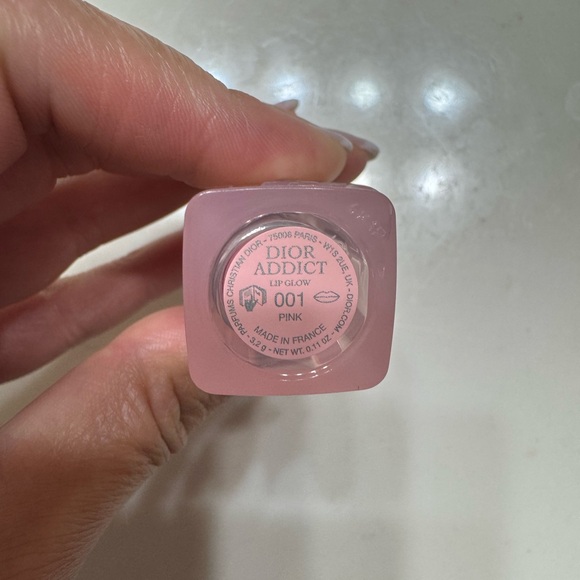 PARFUMS CHRISTIAN DIOR – 75006 PARIS – W1S 2UE, UK – DIOR.COM
DIOR
ADDICT
LIP GLOW
001
PINK
MADE IN FRANCE
3.2 g – NET WT. 0.11 OZ –